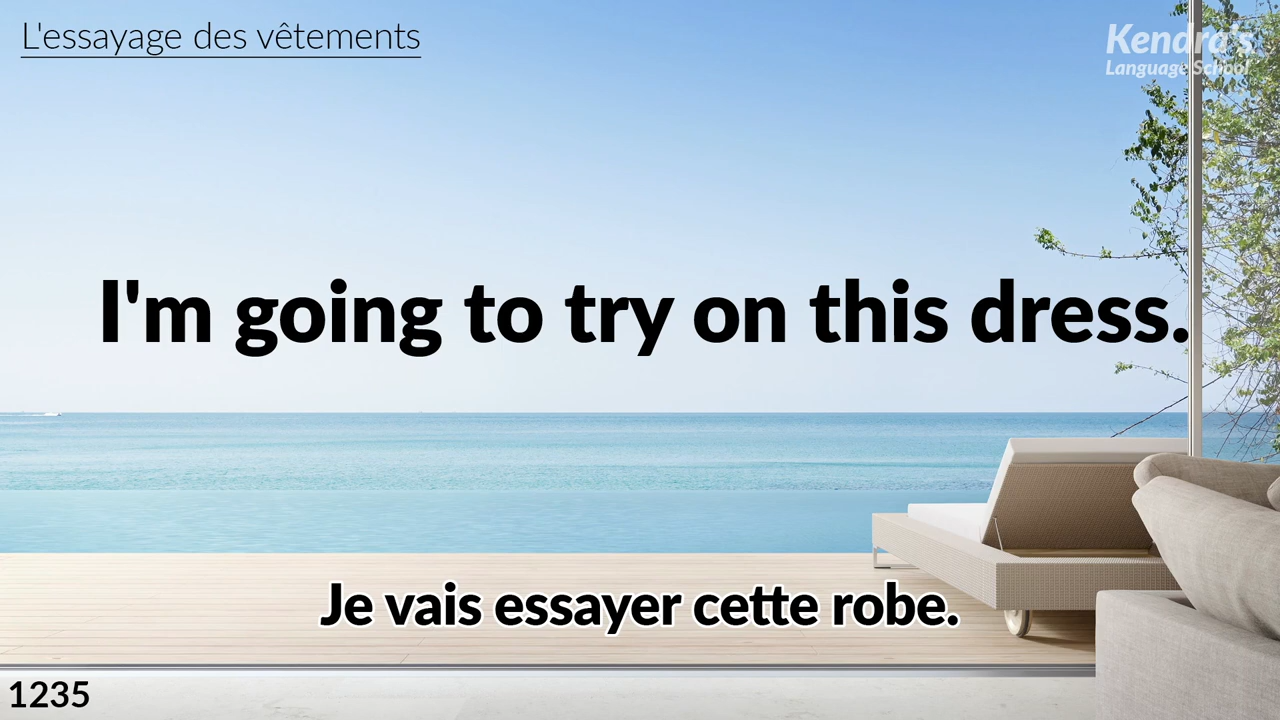 L'essayage des vêtements
Kendra's
Language School
I'm going to try on this dress.
Je vais essayer cette robe.
1235